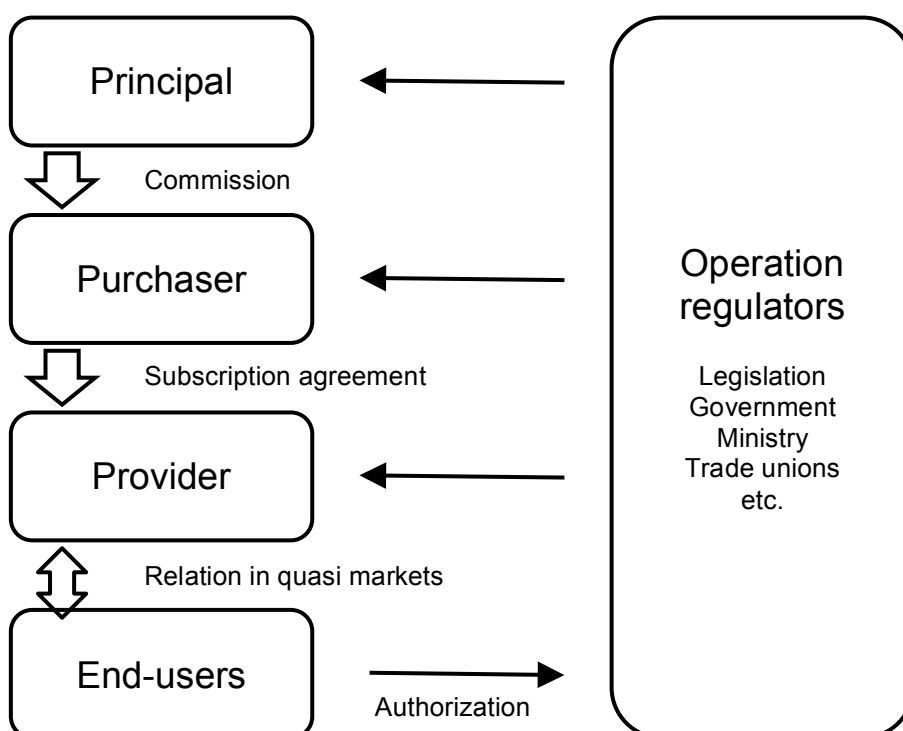 Principal
Commission
Purchaser
Subscription agreement
Provider
Relation in quasi markets
End-users
Authorization
Operation
regulators
Legislation
Government
Ministry
Trade unions
etc.